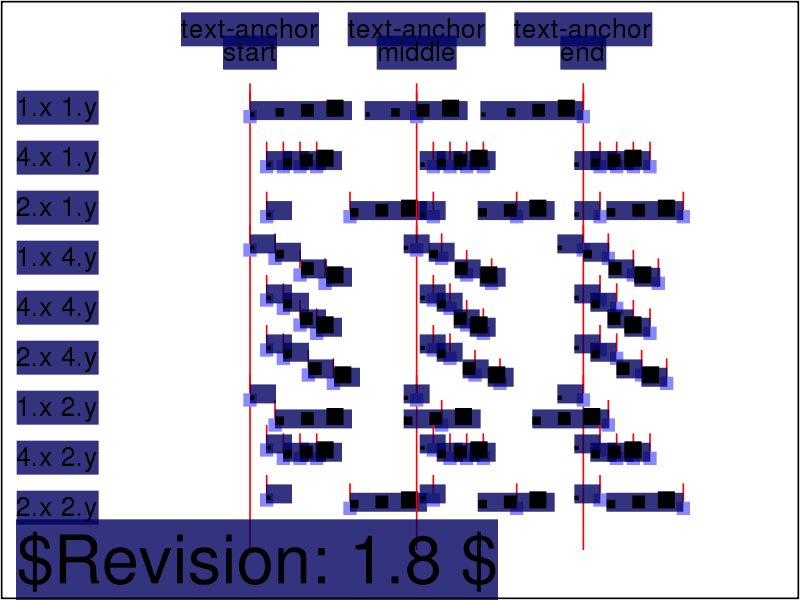 text-anchor text-anchor text-anchor
start middle end
1.x 1.y
4.x 1.y
2.x 1.y
1.x 4.y
4.x 4.y
2.x 4.y
1.x 2.y
4.x 2.y
2.x 2.y
$Revision: 1.8 $